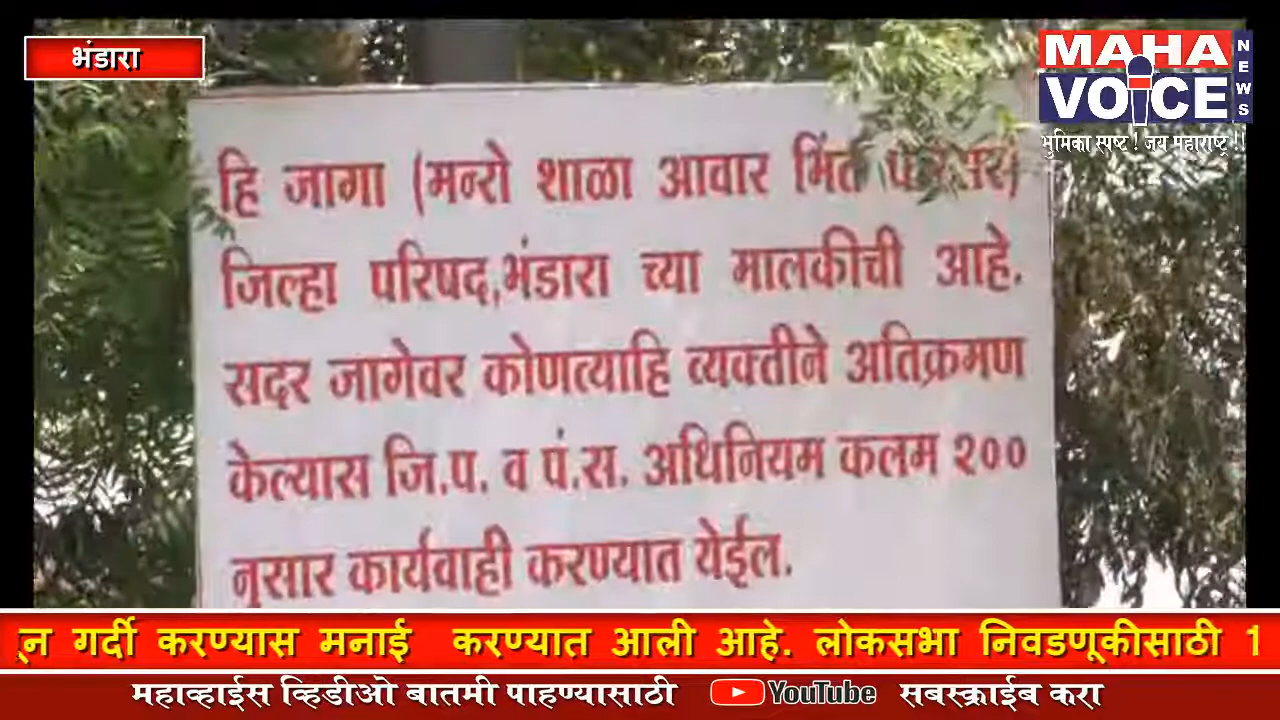 भंडारा
MAHA
VOICE
NEWS
भुमिका स्पष्ट ! जय महाराष्ट्र !!
हि जागा (मन्रो शाळा आवार भिंत
जिल्हा परिषद,भंडारा च्या मालकीची आहे.
सदर जागेवर कोणत्याहि व्यक्तीने अतिक्रमण
केल्यास जि.प. व पं.स. अधिनियम कलम २००
नुसार कार्यवाही करण्यात येईल.
गर्दी करण्यास मनाई करण्यात आली आहे. लोकसभा निवडणूकीसाठी 1
महाव्हाईस व्हिडीओ बातमी पाहण्यासाठी YouTube सबस्क्राईब करा